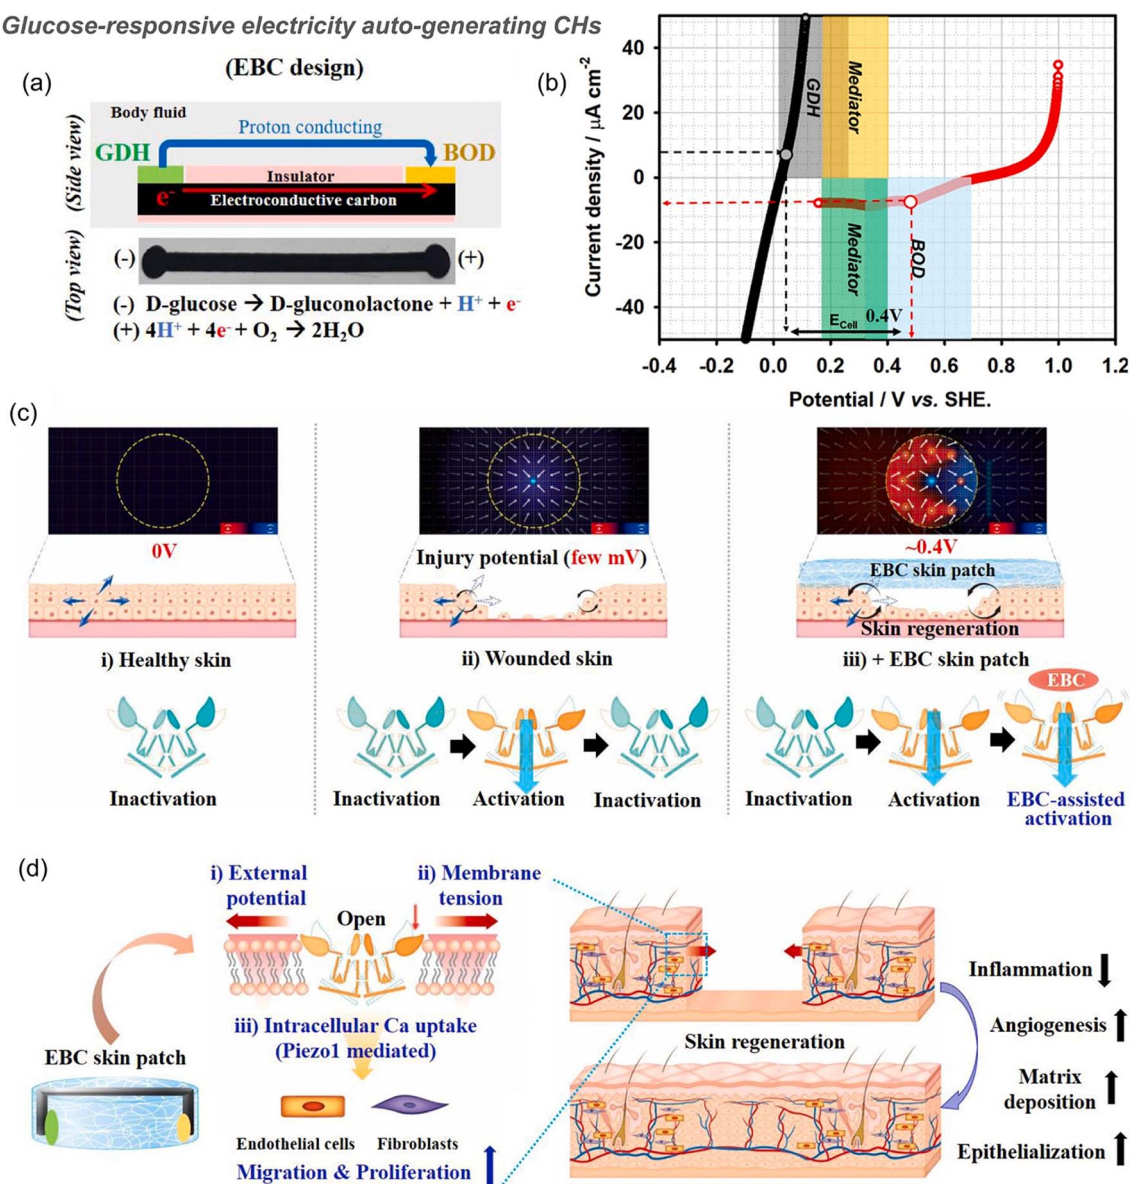 Glucose-responsive electricity auto-generating CHs
(a)
(EBC design)
(Side view)
Body fluid
Proton conducting
GDH
BOD
Insulator
e-
Electroconductive carbon
(Top view)
(-)
(+)
(-) D-glucose → D-gluconolactone + H+ + e-
(+) 4H+ + 4e- + O2 → 2H2O
(b)
Current density / μA cm-2
40
20
0
-20
-40
GDH
Mediator
Mediator
BOD
ECell
0.4V
-0.4
-0.2
0.0
0.2
0.4
0.6
0.8
1.0
1.2
Potential / V vs. SHE.
(c)
0V
i) Healthy skin
Inactivation
Injury potential (few mV)
ii) Wounded skin
Inactivation
Activation
Inactivation
~0.4V
EBC skin patch
Skin regeneration
iii) + EBC skin patch
EBC
Inactivation
Activation
EBC-assisted
activation
(d)
i) External
potential
ii) Membrane
tension
Open
iii) Intracellular Ca uptake
(Piezo1 mediated)
EBC skin patch
Endothelial cells
Fibroblasts
Migration & Proliferation
Skin regeneration
Inflammation
Angiogenesis
Matrix
deposition
Epithelialization